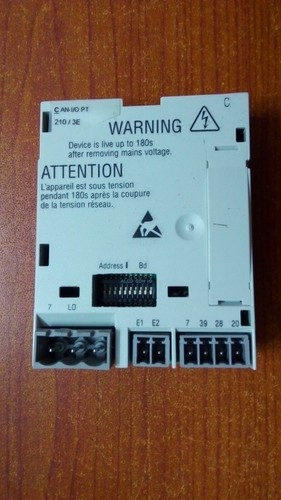 CAN-I/O PT
210 / 3E
C
WARNING
Device is live up to 180s
after removing mains voltage.
ATTENTION
L'appareil est sous tension
pendant 180s après la coupure
de la tension réseau.
Address Bd
7 LO
E1 E2
7 39 28 20